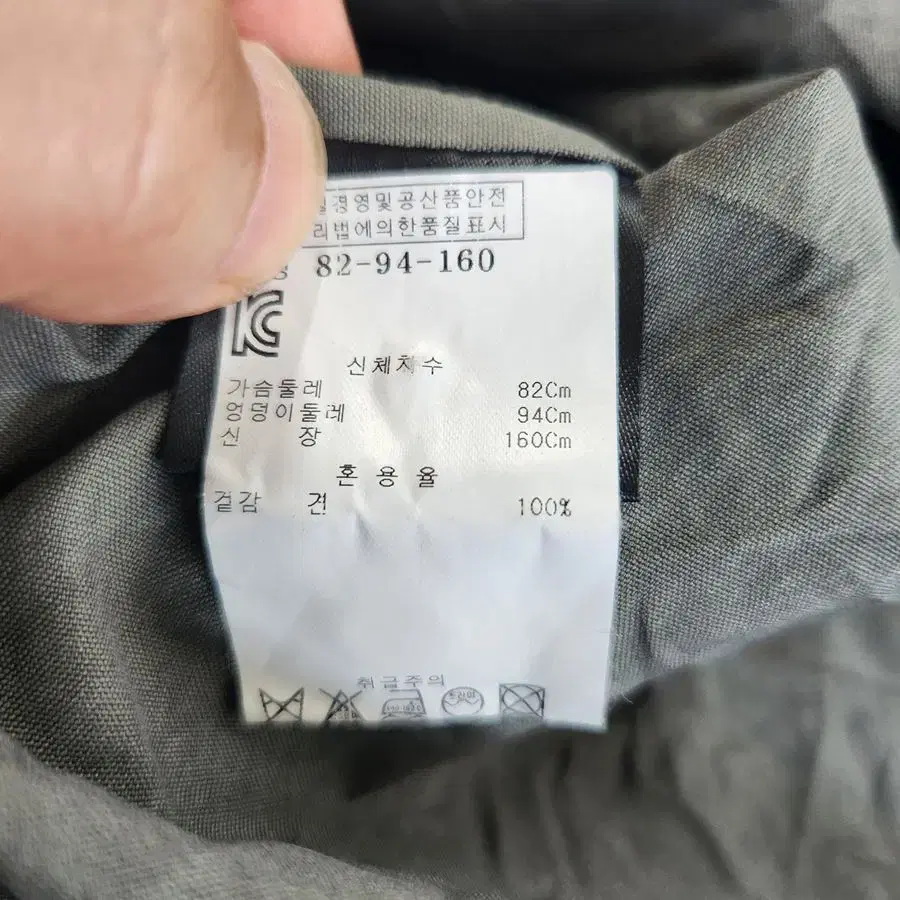 경영및공산품안전
리법에의한품질표시
82-94-160
신체치수
가슴둘레 82Cm
엉덩이둘레 94Cm
신 장 160Cm
혼 용 율
겉감 견 100%
취급주의